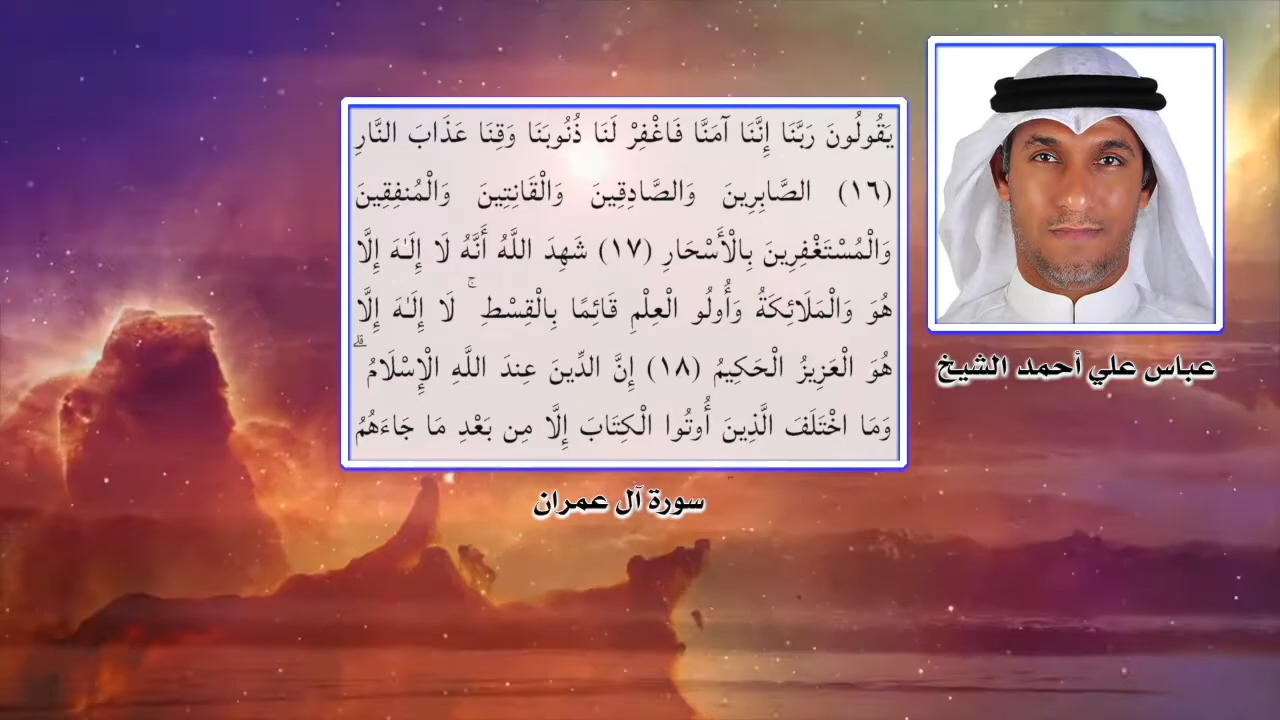 يَقُولُونَ رَبَّنَا إِنَّنَا آمَنَّا فَاغْفِرْ لَنَا ذُنُوبَنَا وَقِنَا عَذَابَ النَّارِ
(١٦) الصَّابِرِينَ وَالصَّادِقِينَ وَالْقَانِتِينَ وَالْمُنفِقِينَ
وَالْمُسْتَغْفِرِينَ بِالْأَسْحَارِ (١٧) شَهِدَ اللَّهُ أَنَّهُ لَا إِلَـٰهَ إِلَّا
هُوَ وَالْمَلَائِكَةُ وَأُولُو الْعِلْمِ قَائِمًا بِالْقِسْطِ ۚ لَا إِلَـٰهَ إِلَّا
هُوَ الْعَزِيزُ الْحَكِيمُ (١٨) إِنَّ الدِّينَ عِندَ اللَّهِ الْإِسْلَامُ ۗ
وَمَا اخْتَلَفَ الَّذِينَ أُوتُوا الْكِتَابَ إِلَّا مِن بَعْدِ مَا جَاءَهُمُ
عباس علي أحمد الشيخ
سورة آل عمران